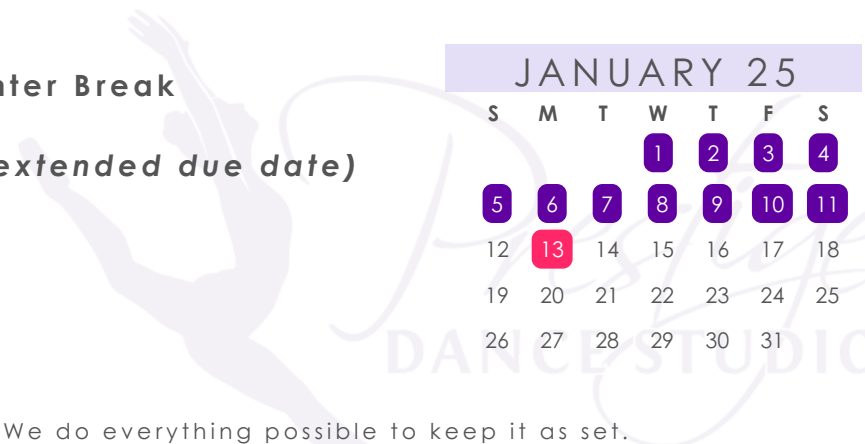 nter Break
extended due date)
JANUARY 25
S M T W T F S
1 2 3 4
5 6 7 8 9 10 11
12 13 14 15 16 17 18
19 20 21 22 23 24 25
26 27 28 29 30 31
Prestige
DANCE STUDIO
We do everything possible to keep it as set.